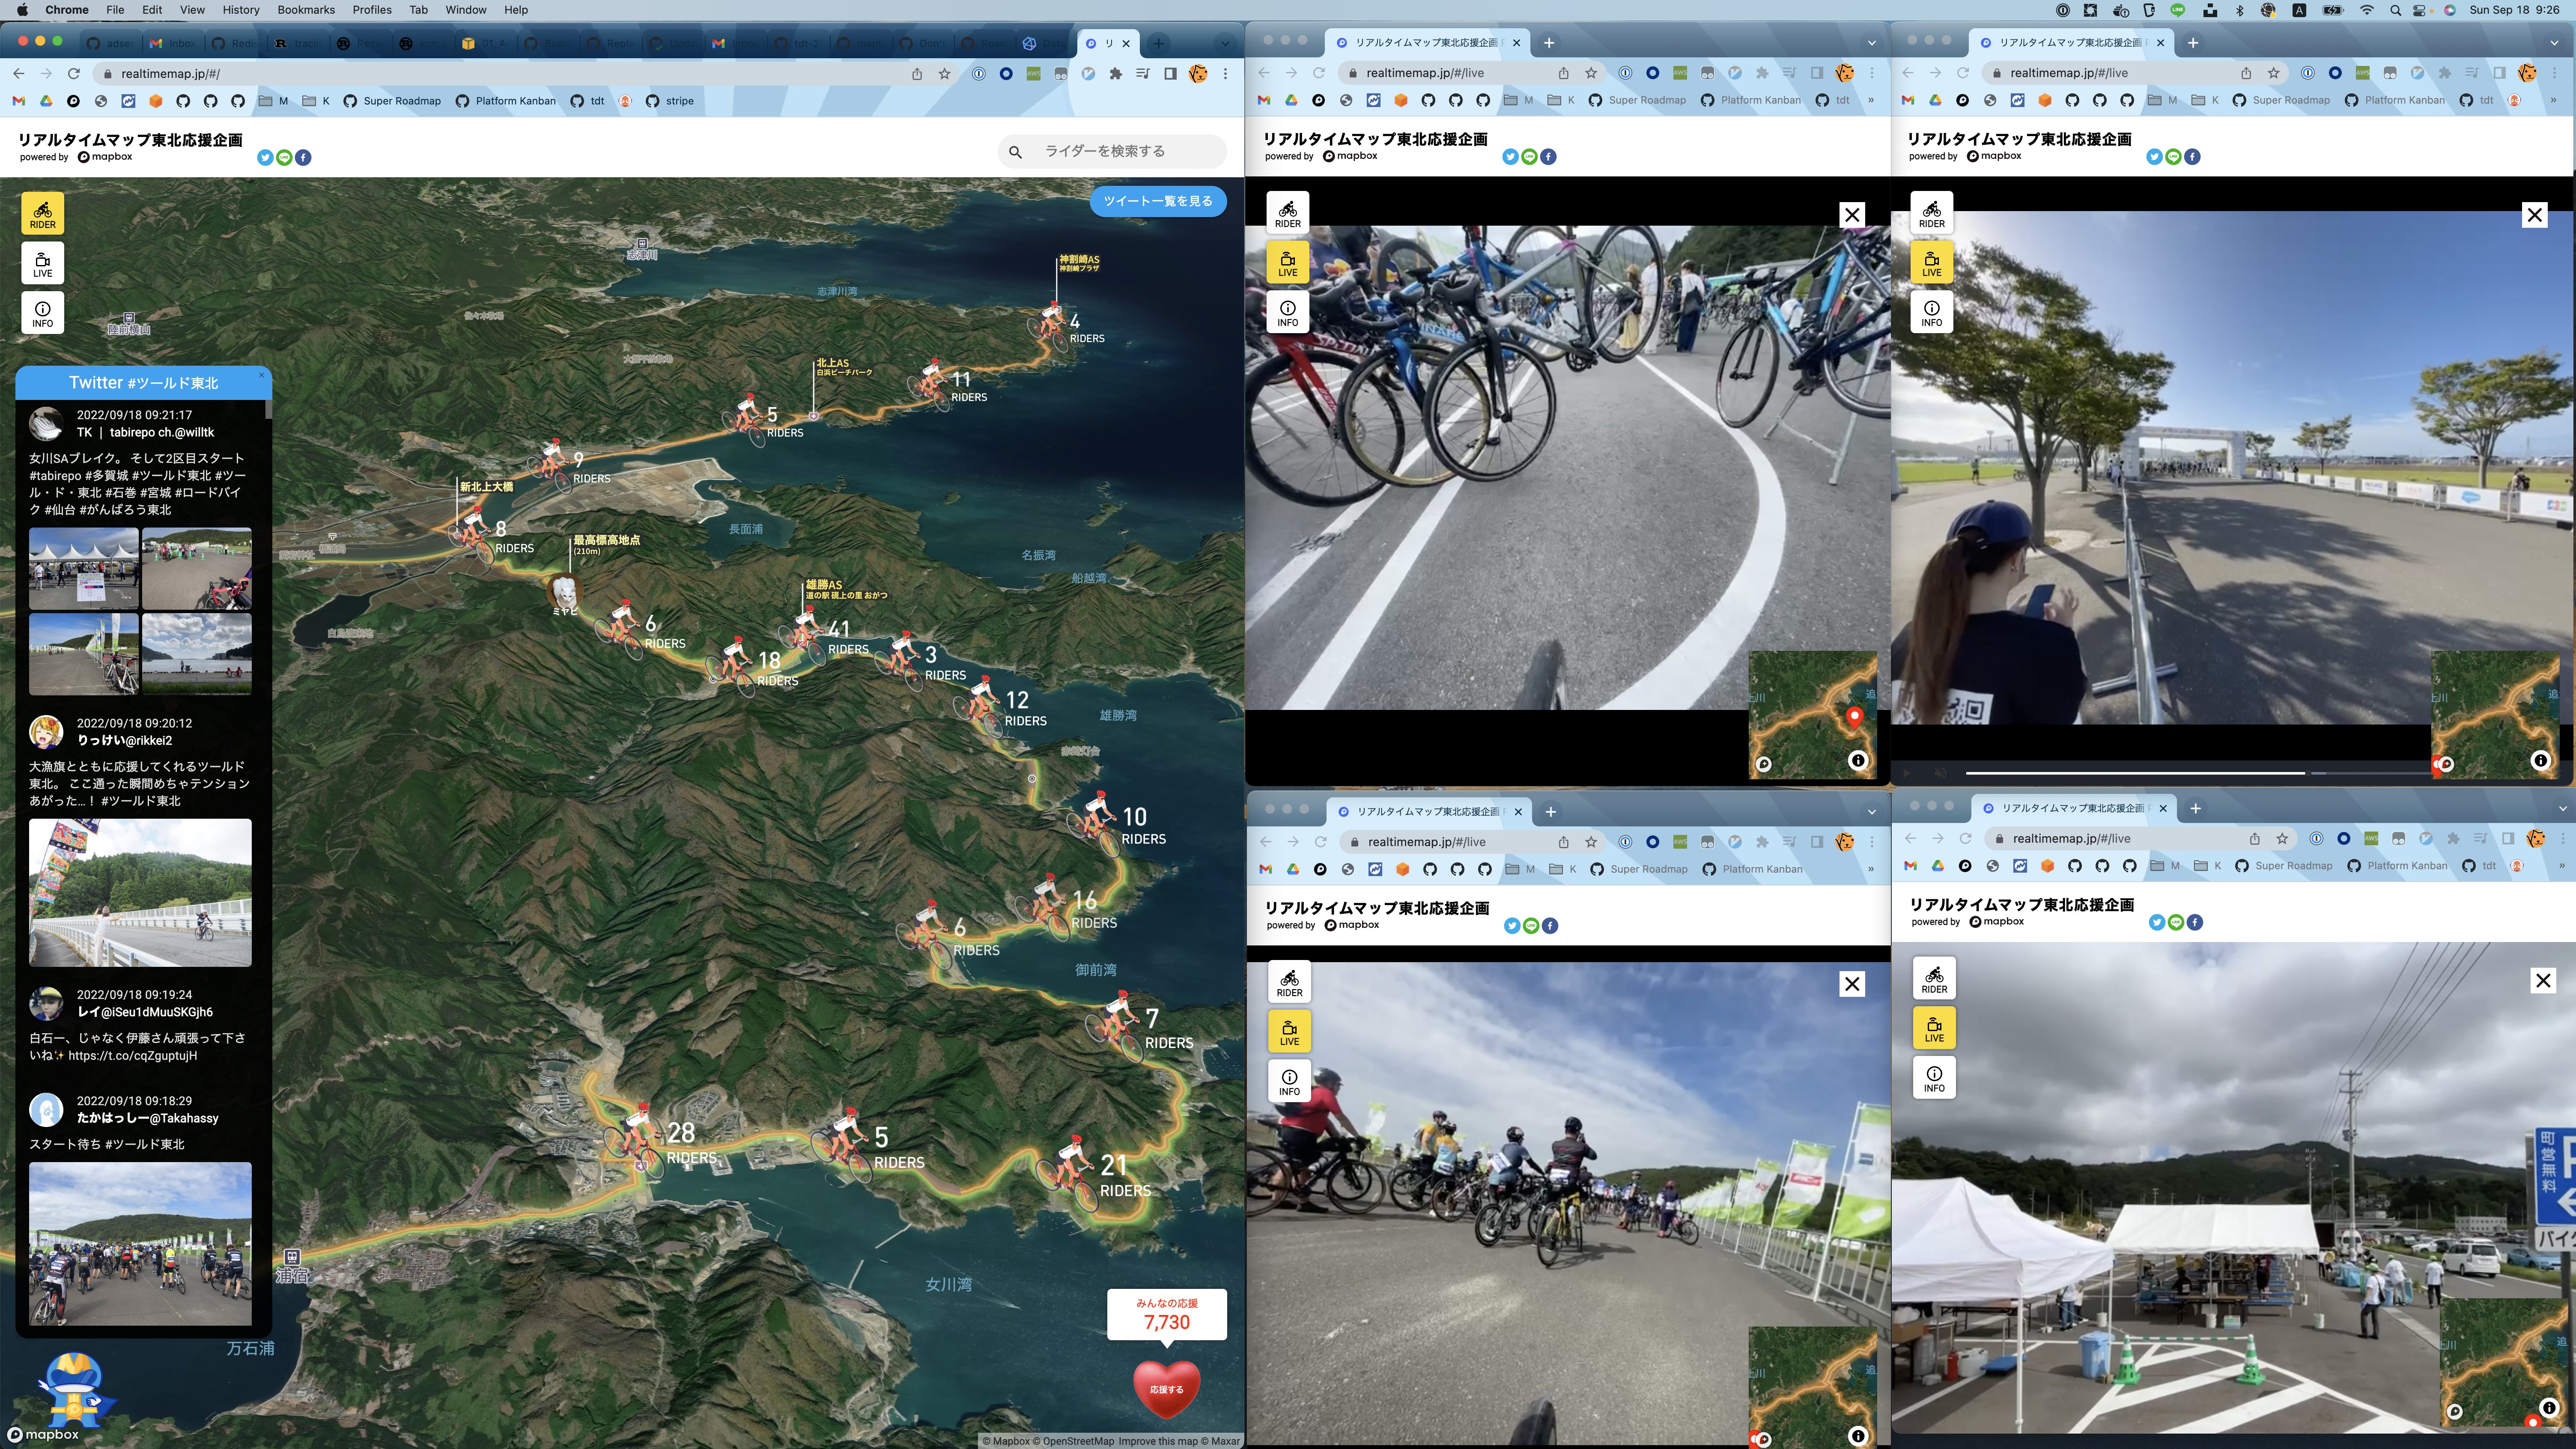 Chrome File Edit View History Bookmarks Profiles Tab Window Help
Sun Sep 18 9:26
realtimemap.jp/#/
M K Super Roadmap Platform Kanban tdt stripe
リアルタイムマップ東北応援企画
powered by mapbox
ライダーを検索する
ツイート一覧を見る
RIDER
LIVE
INFO
志津川
志津川湾
陸前横山
神割崎AS
神割崎プラザ
4 RIDERS
北上AS
白浜ビーチパーク
11 RIDERS
5 RIDERS
9 RIDERS
新北上大橋
8 RIDERS
長面浦
最高標高地点
(210m)
名振湾
船越湾
ミヤビ
雄勝AS
道の駅 硯上の里 おがつ
6 RIDERS
41 RIDERS
18 RIDERS
3 RIDERS
12 RIDERS
雄勝湾
10 RIDERS
16 RIDERS
6 RIDERS
御前湾
7 RIDERS
28 RIDERS
5 RIDERS
21 RIDERS
浦宿
女川湾
万石浦
Twitter #ツールド東北
2022/09/18 09:21:17
TK ｜ tabirepo ch.@willtk
女川SAブレイク。 そして2区目スタート
#tabirepo #多賀城 #ツールド東北 #ツー
ル・ド・東北 #石巻 #宮城 #ロードバイ
ク #仙台 #がんばろう東北
2022/09/18 09:20:12
りっけい@rikkei2
大漁旗とともに応援してくれるツールド
東北。 ここ通った瞬間めちゃテンション
あがった…！ #ツールド東北
2022/09/18 09:19:24
レイ@iSeu1dMuuSKGjh6
白石一、じゃなく伊藤さん頑張って下さ
いね✨ https://t.co/cqZguptujH
2022/09/18 09:18:29
たかはっしー@Takahassy
スタート待ち #ツールド東北
みんなの応援
7,730
応援する
mapbox
© Mapbox © OpenStreetMap Improve this map © Maxar
リアルタイムマップ東北応援企画
realtimemap.jp/#/live
M K Super Roadmap Platform Kanban tdt
リアルタイムマップ東北応援企画
powered by mapbox
RIDER
LIVE
INFO
リアルタイムマップ東北応援企画
realtimemap.jp/#/live
M K Super Roadmap Platform Kanban tdt
リアルタイムマップ東北応援企画
powered by mapbox
RIDER
LIVE
INFO
リアルタイムマップ東北応援企画
realtimemap.jp/#/live
M K Super Roadmap Platform Kanban
リアルタイムマップ東北応援企画
powered by mapbox
RIDER
LIVE
INFO
リアルタイムマップ東北応援企画
realtimemap.jp/#/live
M K Super Roadmap Platform Kanban tdt
リアルタイムマップ東北応援企画
powered by mapbox
RIDER
LIVE
INFO
町営無料
P
バイク